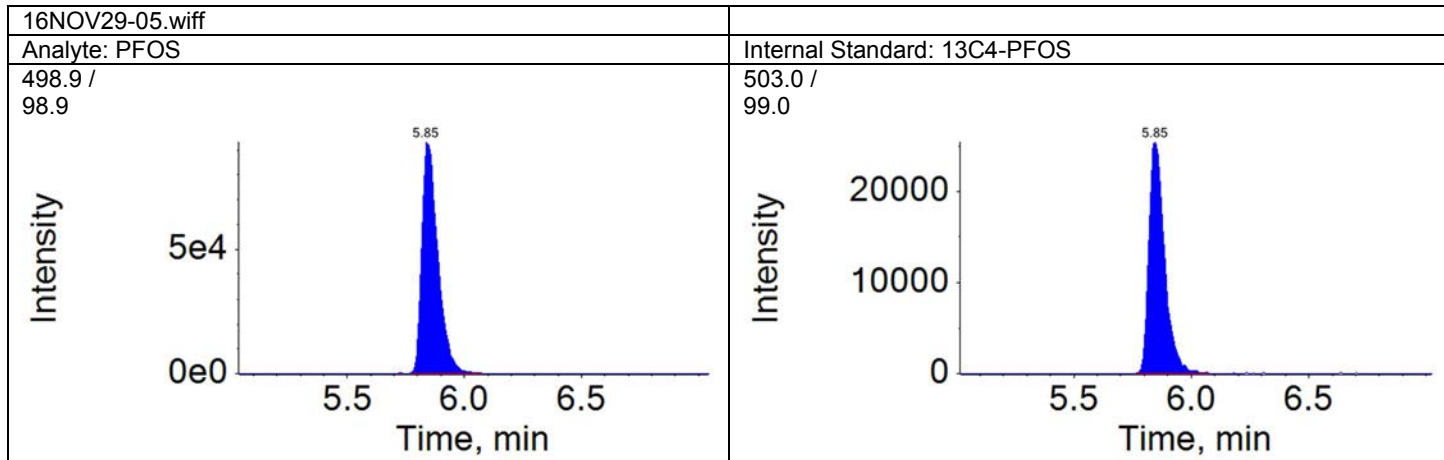 16NOV29-05.wiff
Analyte: PFOS
Internal Standard: 13C4-PFOS
498.9 /
98.9
5.85
5e4
0e0
Intensity
5.5 6.0 6.5
Time, min
503.0 /
99.0
5.85
20000
10000
0
Intensity
5.5 6.0 6.5
Time, min